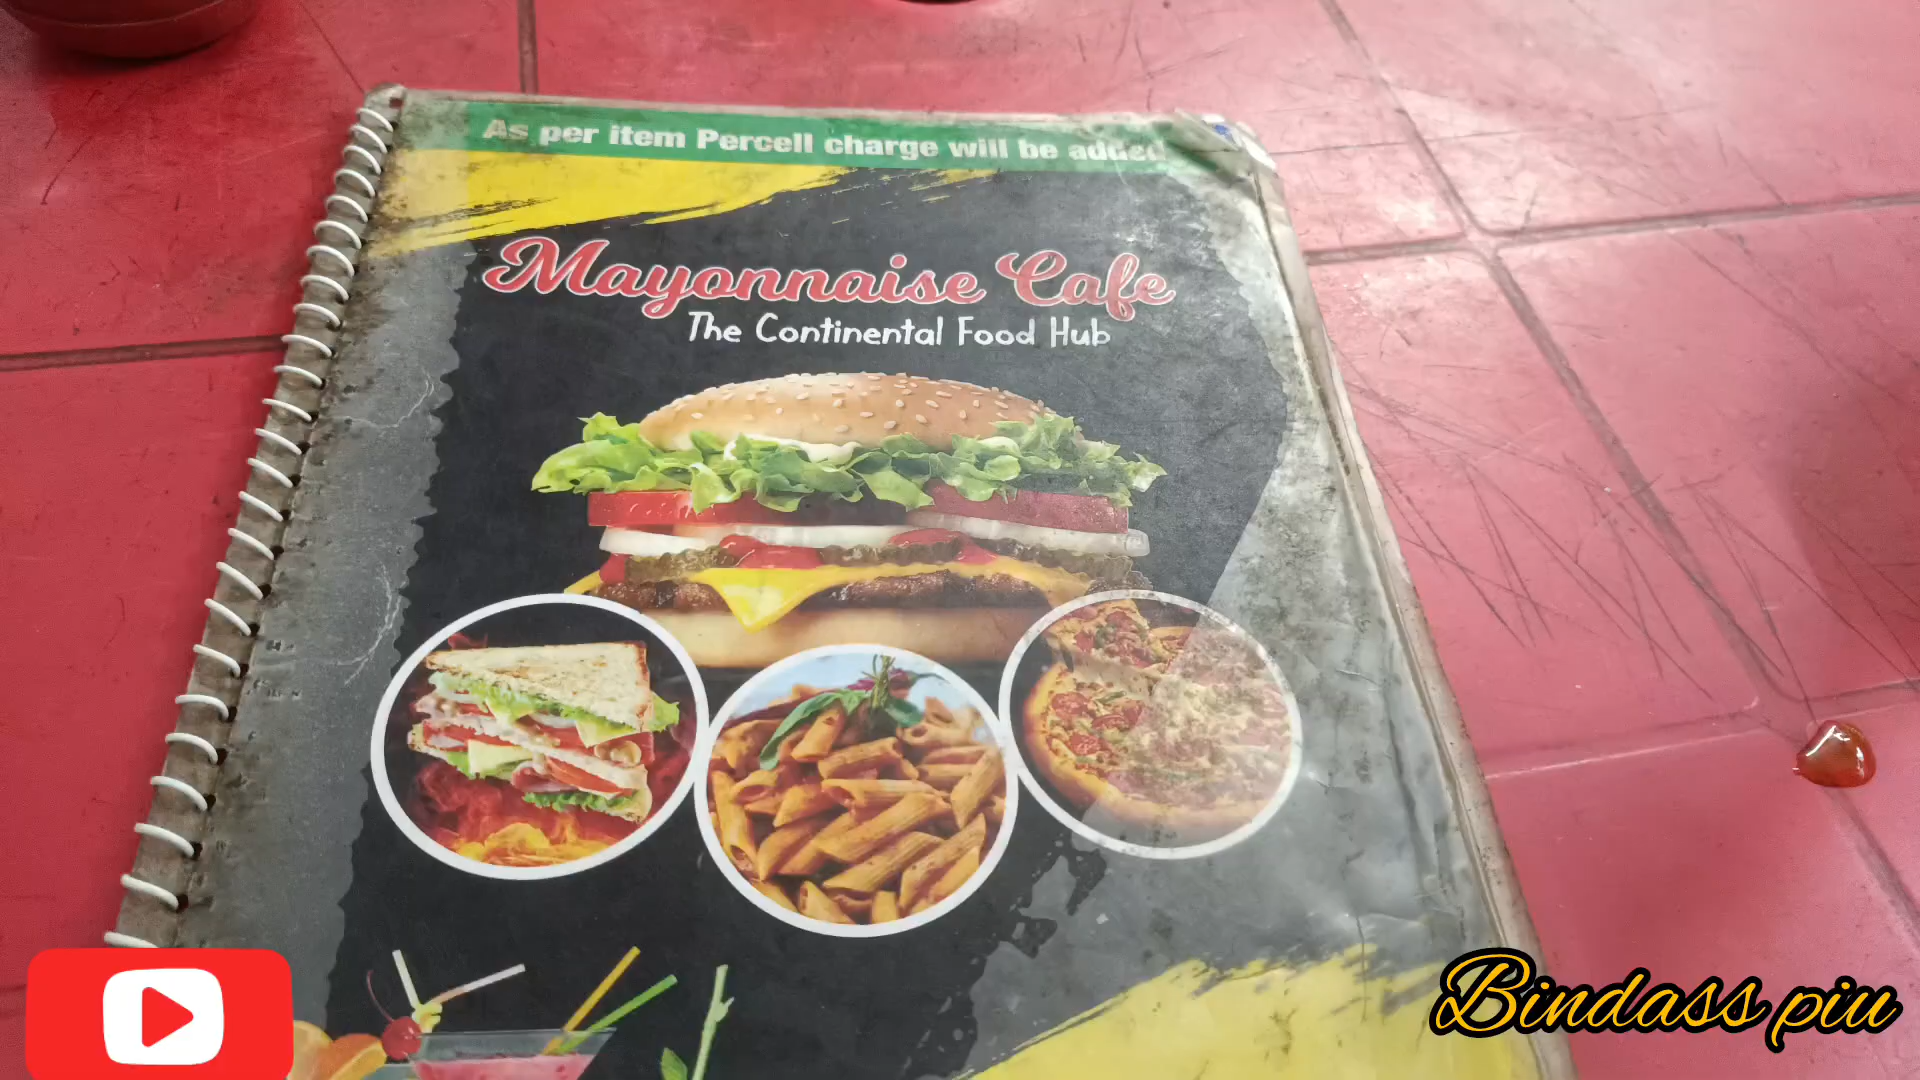 As per item Percell charge will be added
Mayonnaise Cafe
The Continental Food Hub
Bindass piu